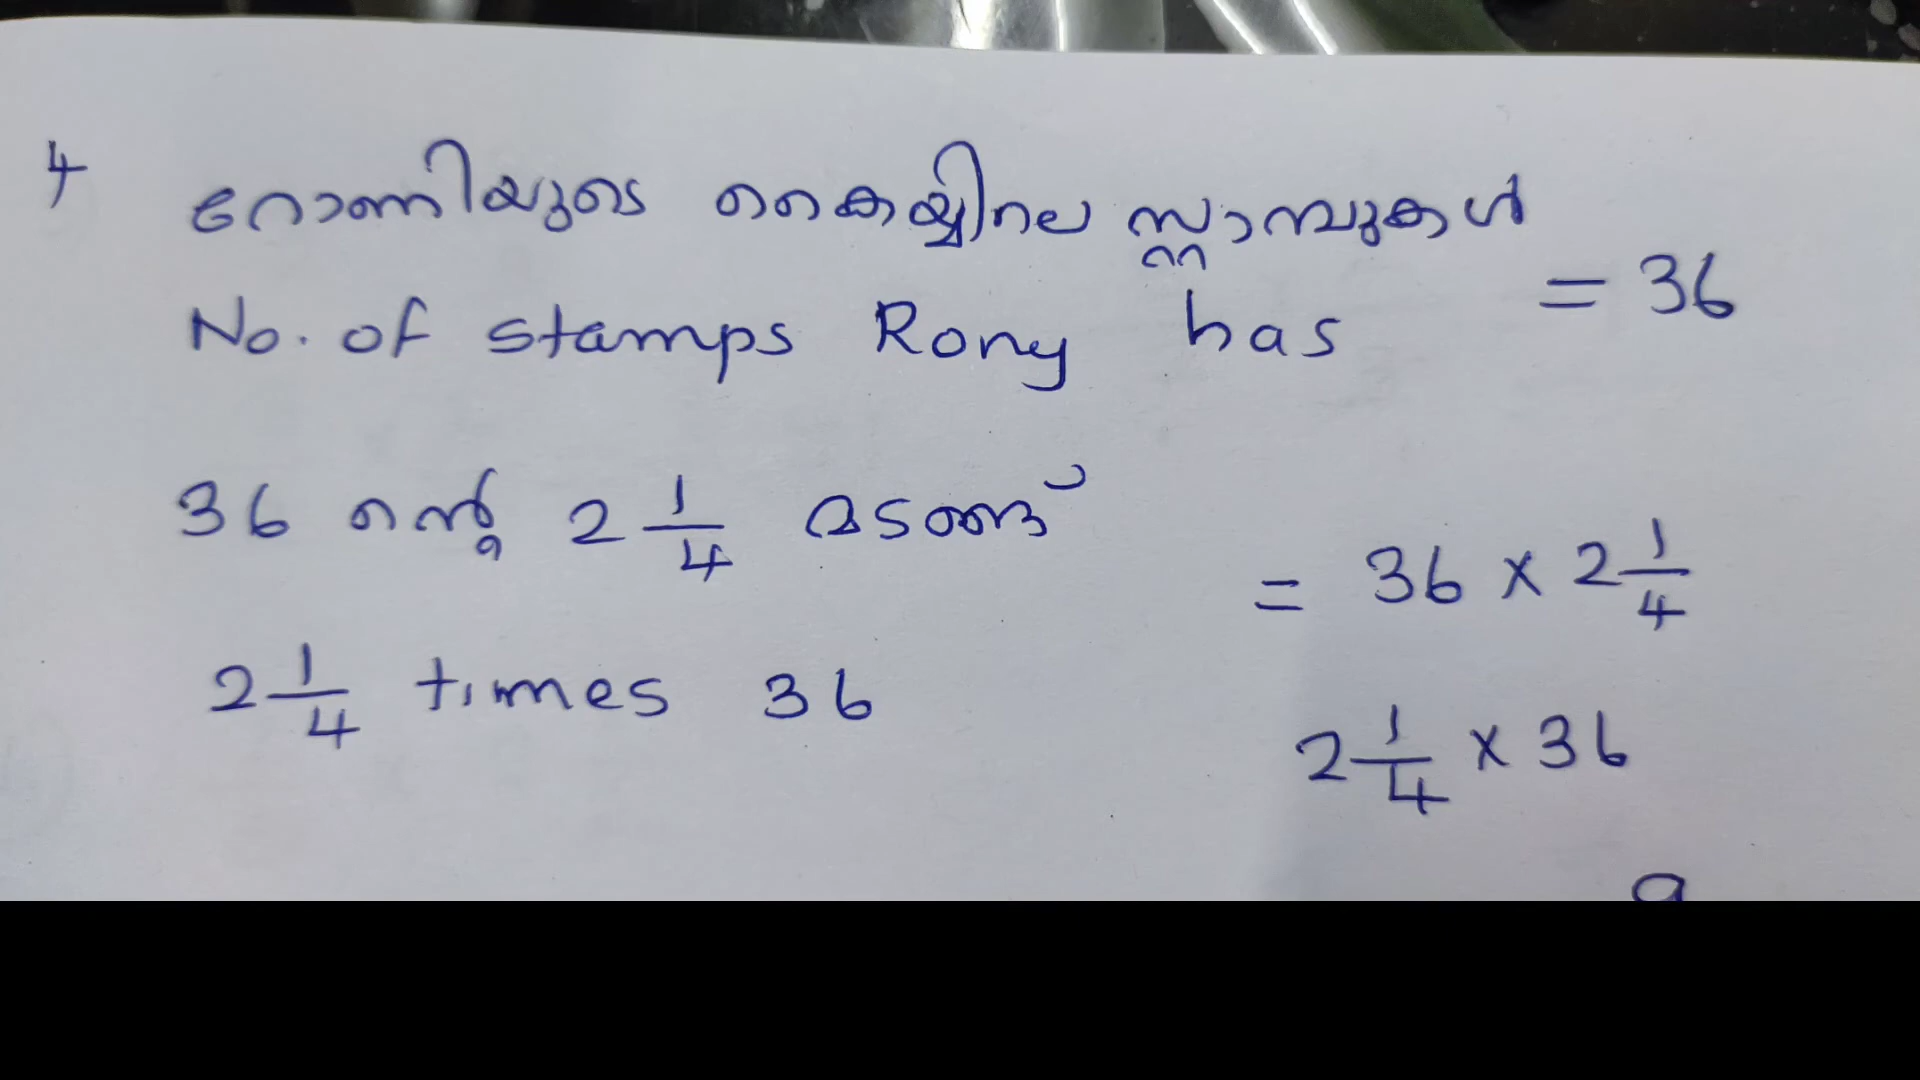 4 റോണിയുടെ കൈയ്യിലെ സ്റ്റാമ്പുകൾ
No. of stamps Rony has = 36
36 ന്റെ 2 1/4 മടങ്ങ് = 36 × 2 1/4
2 1/4 times 36
2 1/4 × 36